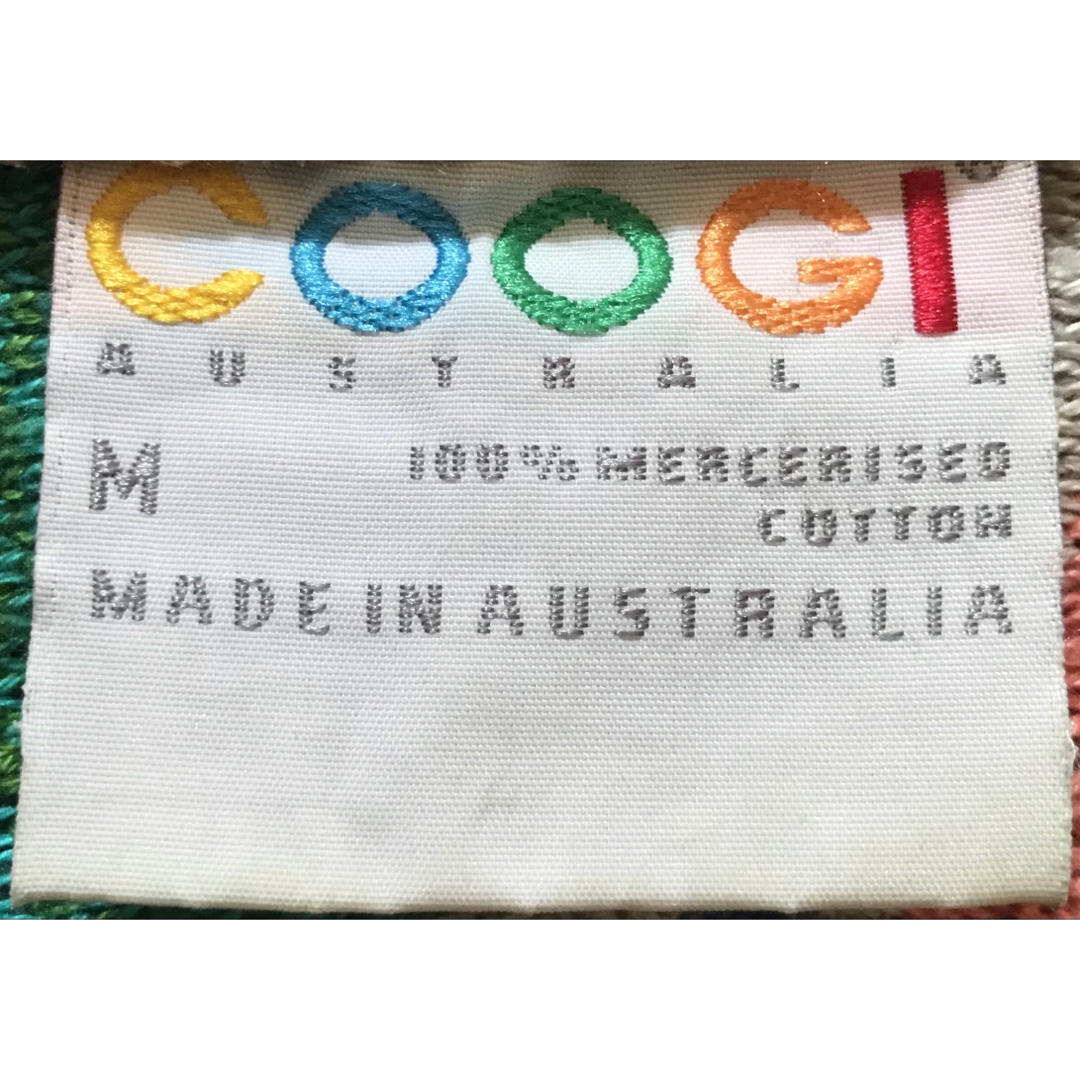 COOGI
AUSTRALIA
M 100% MERCERISED
COTTON
MADE IN AUSTRALIA